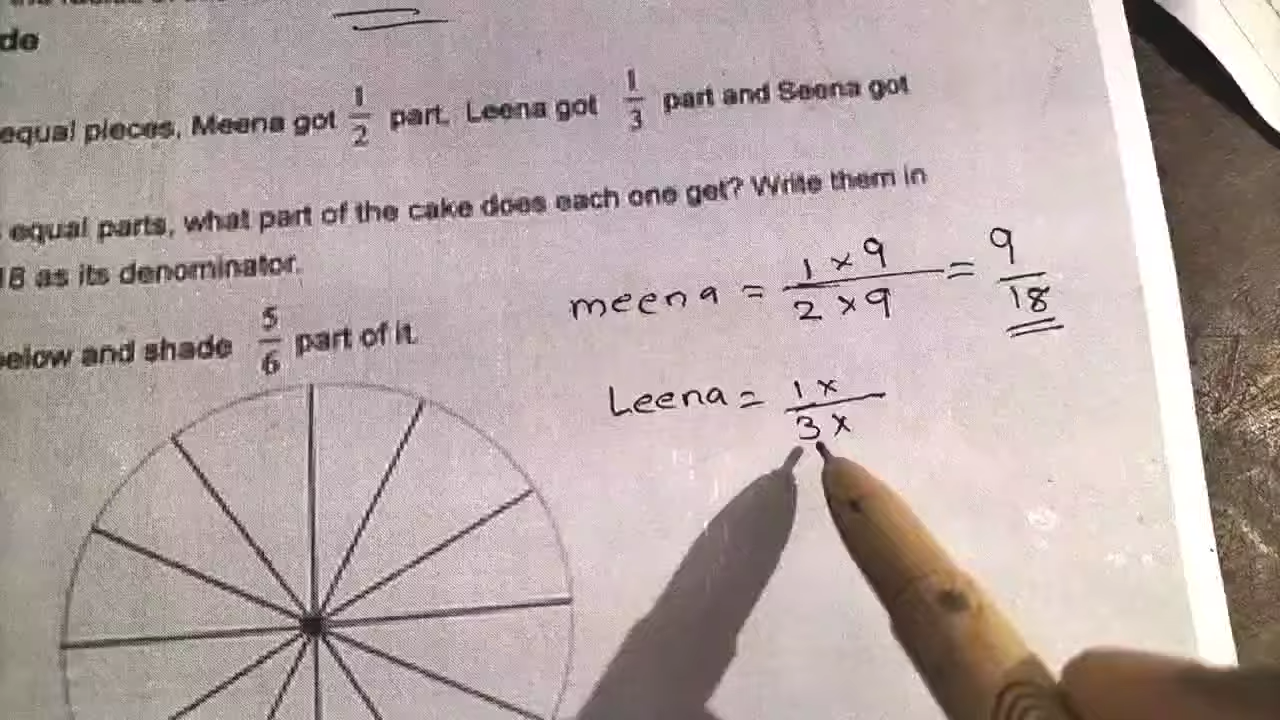 de
equal pieces, Meena got 1/2 part, Leena got 1/3 part and Seena got
equal parts, what part of the cake does each one get? Write them in
18 as its denominator.
below and shade 5/6 part of it.
meena = 1 × 9 / 2 × 9 = 9/18
Leena = 1 × / 3 ×